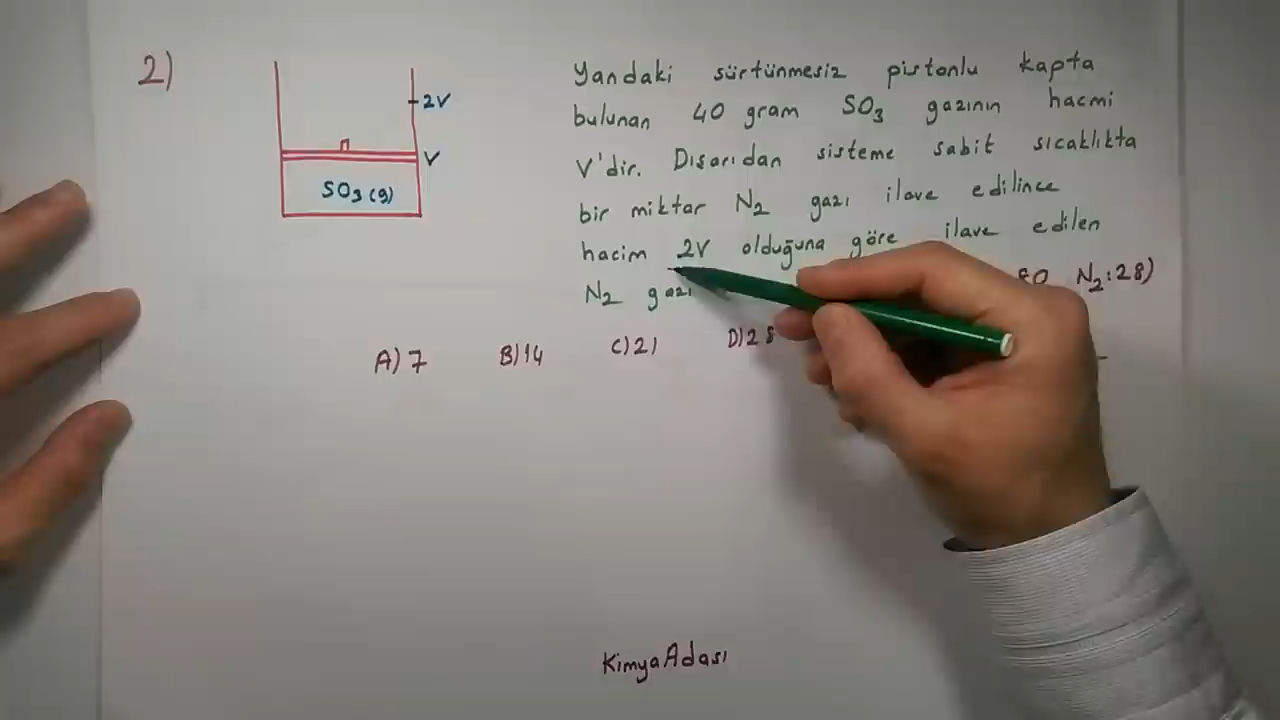 2)
2V
V
SO3(g)
Yandaki sürtünmesiz pistonlu kapta
bulunan 40 gram SO3 gazının hacmi
V'dir. Dışarıdan sisteme sabit sıcaklıkta
bir miktar N2 gazı ilave edilince
hacim 2V olduğuna göre ilave edilen
N2 gazı 80 N2:28)
A)7 B)14 C)21 D)28
KimyaAdası